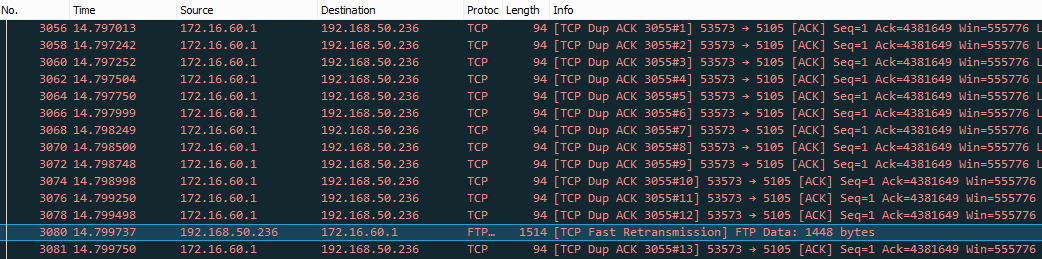 No. Time Source Destination Protoc Length Info
3056 14.797013 172.16.60.1 192.168.50.236 TCP 94 [TCP Dup ACK 3055#1] 53573 → 5105 [ACK] Seq=1 Ack=4381649 Win=555776 L
3058 14.797242 172.16.60.1 192.168.50.236 TCP 94 [TCP Dup ACK 3055#2] 53573 → 5105 [ACK] Seq=1 Ack=4381649 Win=555776 L
3060 14.797252 172.16.60.1 192.168.50.236 TCP 94 [TCP Dup ACK 3055#3] 53573 → 5105 [ACK] Seq=1 Ack=4381649 Win=555776 L
3062 14.797504 172.16.60.1 192.168.50.236 TCP 94 [TCP Dup ACK 3055#4] 53573 → 5105 [ACK] Seq=1 Ack=4381649 Win=555776 L
3064 14.797750 172.16.60.1 192.168.50.236 TCP 94 [TCP Dup ACK 3055#5] 53573 → 5105 [ACK] Seq=1 Ack=4381649 Win=555776 L
3066 14.797999 172.16.60.1 192.168.50.236 TCP 94 [TCP Dup ACK 3055#6] 53573 → 5105 [ACK] Seq=1 Ack=4381649 Win=555776 L
3068 14.798249 172.16.60.1 192.168.50.236 TCP 94 [TCP Dup ACK 3055#7] 53573 → 5105 [ACK] Seq=1 Ack=4381649 Win=555776 L
3070 14.798500 172.16.60.1 192.168.50.236 TCP 94 [TCP Dup ACK 3055#8] 53573 → 5105 [ACK] Seq=1 Ack=4381649 Win=555776 L
3072 14.798748 172.16.60.1 192.168.50.236 TCP 94 [TCP Dup ACK 3055#9] 53573 → 5105 [ACK] Seq=1 Ack=4381649 Win=555776 L
3074 14.798998 172.16.60.1 192.168.50.236 TCP 94 [TCP Dup ACK 3055#10] 53573 → 5105 [ACK] Seq=1 Ack=4381649 Win=555776
3076 14.799250 172.16.60.1 192.168.50.236 TCP 94 [TCP Dup ACK 3055#11] 53573 → 5105 [ACK] Seq=1 Ack=4381649 Win=555776
3078 14.799498 172.16.60.1 192.168.50.236 TCP 94 [TCP Dup ACK 3055#12] 53573 → 5105 [ACK] Seq=1 Ack=4381649 Win=555776
3080 14.799737 192.168.50.236 172.16.60.1 FTP… 1514 [TCP Fast Retransmission] FTP Data: 1448 bytes
3081 14.799750 172.16.60.1 192.168.50.236 TCP 94 [TCP Dup ACK 3055#13] 53573 → 5105 [ACK] Seq=1 Ack=4381649 Win=555776